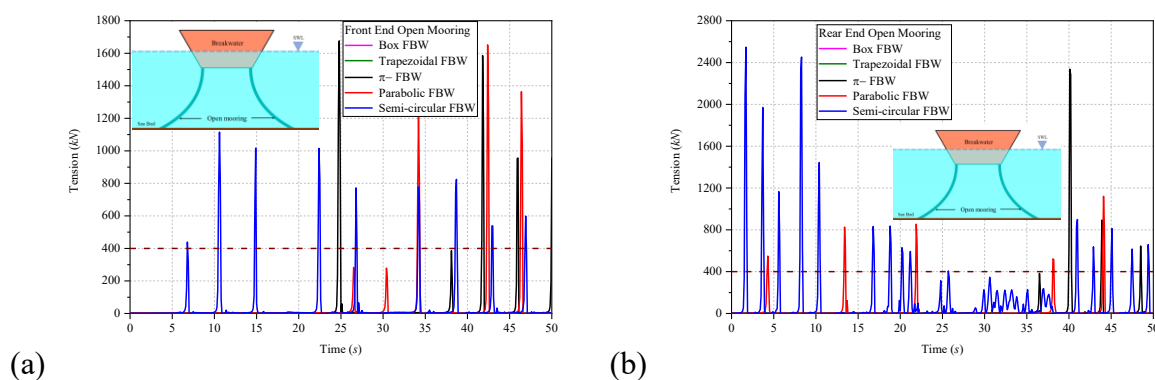 Front End Open Mooring
Box FBW
Trapezoidal FBW
π− FBW
Parabolic FBW
Semi-circular FBW
Breakwater
SWL
Open mooring
Sea Bed
Tension (kN)
1800
1600
1400
1200
1000
800
600
400
200
0
0 5 10 15 20 25 30 35 40 45 50
Time (s)
(a)
Rear End Open Mooring
Box FBW
Trapezoidal FBW
π− FBW
Parabolic FBW
Semi-circular FBW
Breakwater
SWL
Open mooring
Sea Bed
Tension (kN)
2800
2400
2000
1600
1200
800
400
0
0 5 10 15 20 25 30 35 40 45 50
Time (s)
(b)